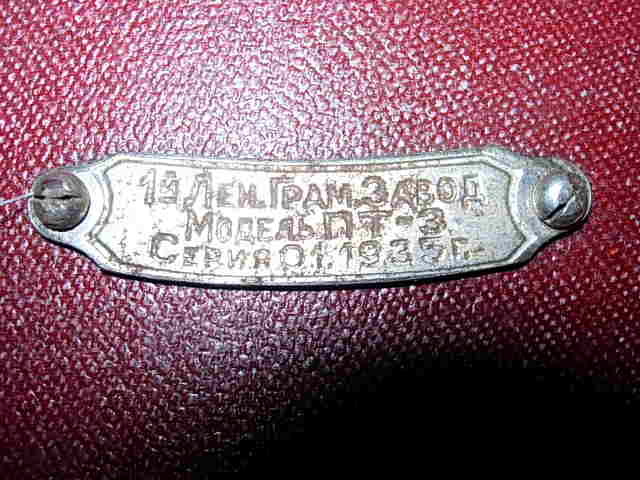 1й Лен. Грам. Завод
Модель ПТ-3
Серия 01. 1935 г.